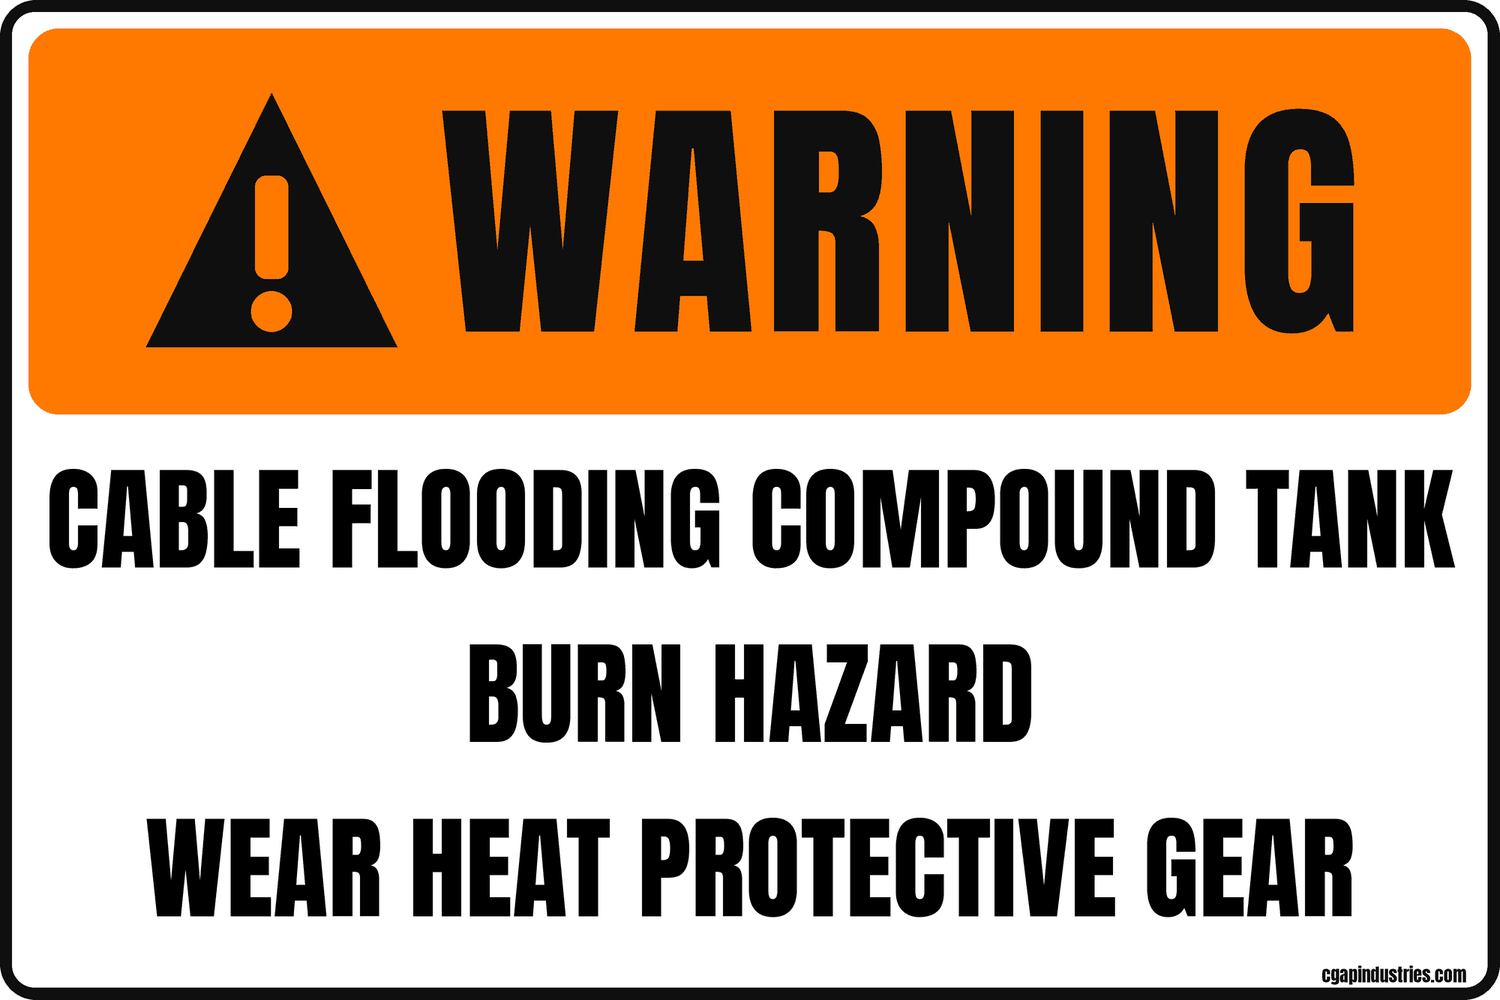 WARNING
CABLE FLOODING COMPOUND TANK
BURN HAZARD
WEAR HEAT PROTECTIVE GEAR
cgapindustries.com